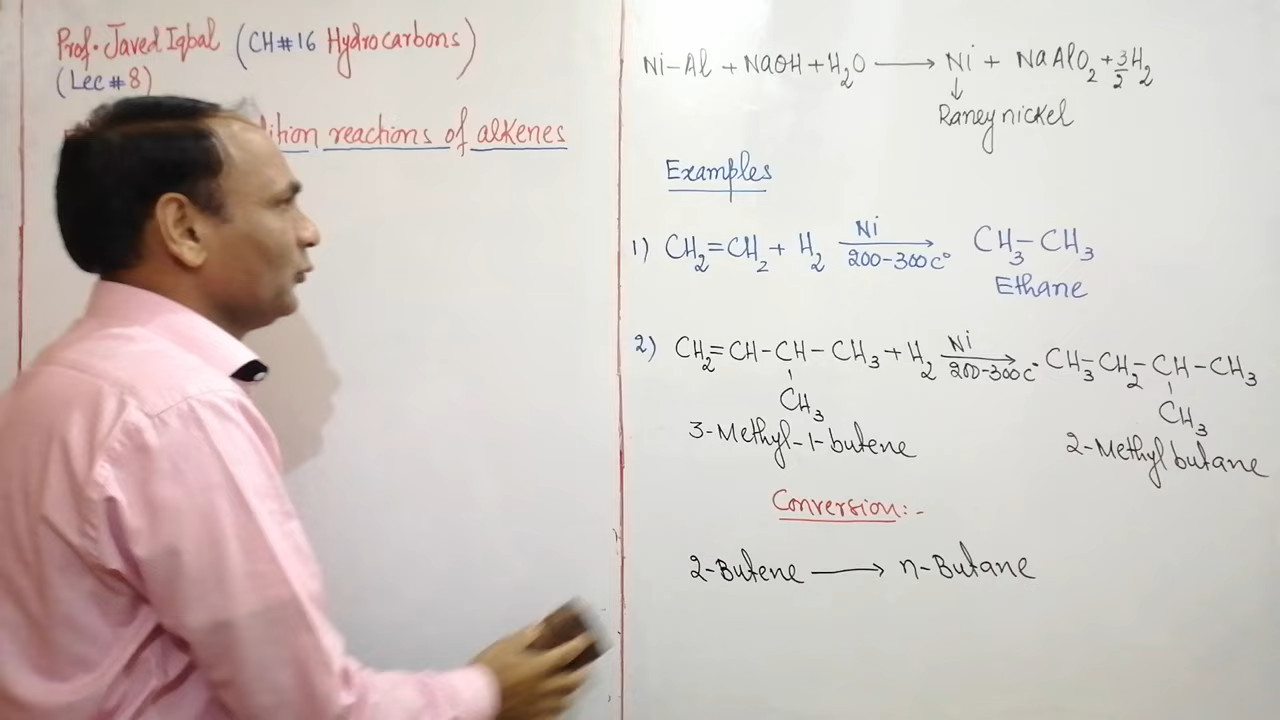 Prof. Javed Iqbal (CH#16 Hydrocarbons)
(Lec#8)
dition reactions of alkenes
Ni-Al + NaOH + H₂O ⟶ Ni + NaAlO₂ + 3/2 H₂
↓
Raney nickel
Examples
1) CH₂=CH₂ + H₂ ⟶ CH₃-CH₃
Ni
200-300C°
Ethane
2) CH₂=CH-CH-CH₃ + H₂ ⟶ CH₃-CH₂-CH-CH₃
Ni
200-300C°
CH₃
CH₃
3-Methyl-1-butene
2-Methyl butane
Conversion:-
2-Butene ⟶ n-Butane